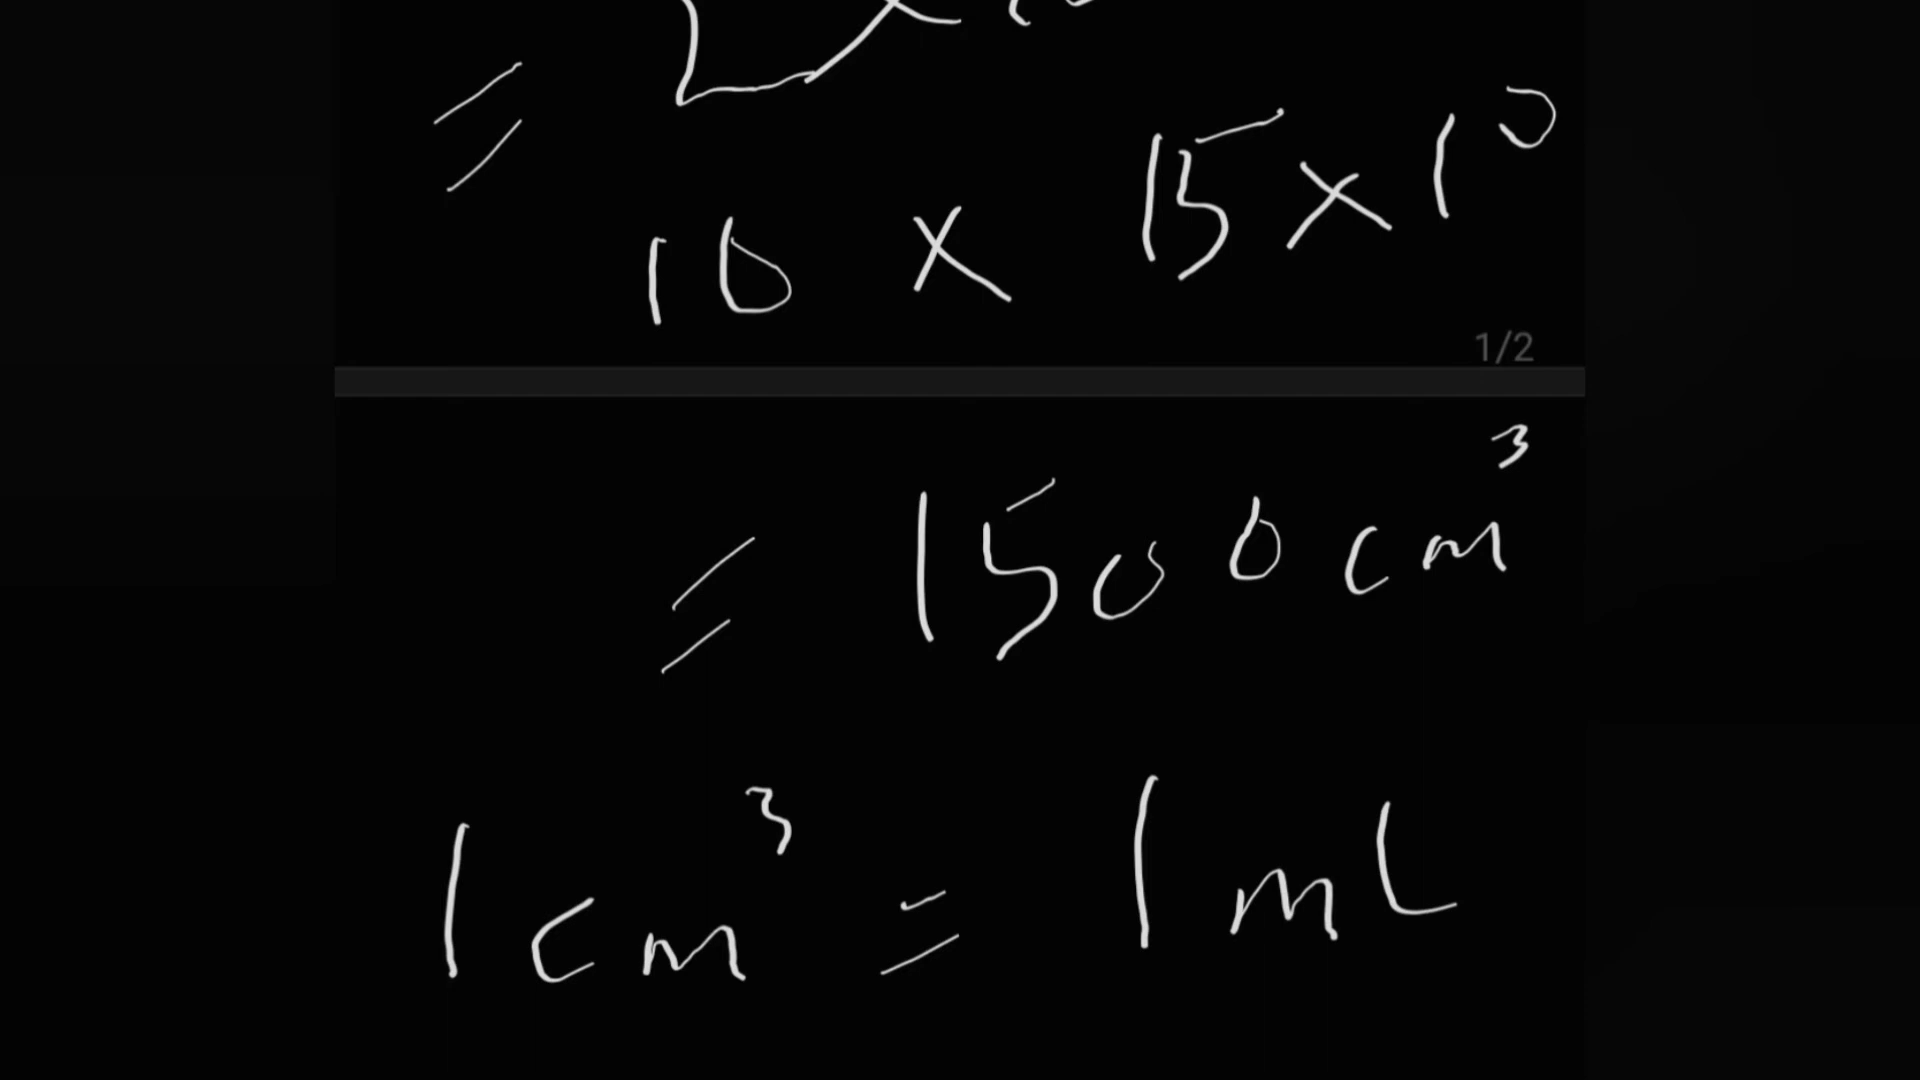 =
10 x 15 x 10
1/2
= 1500 cm³
1 cm³ = 1 mL